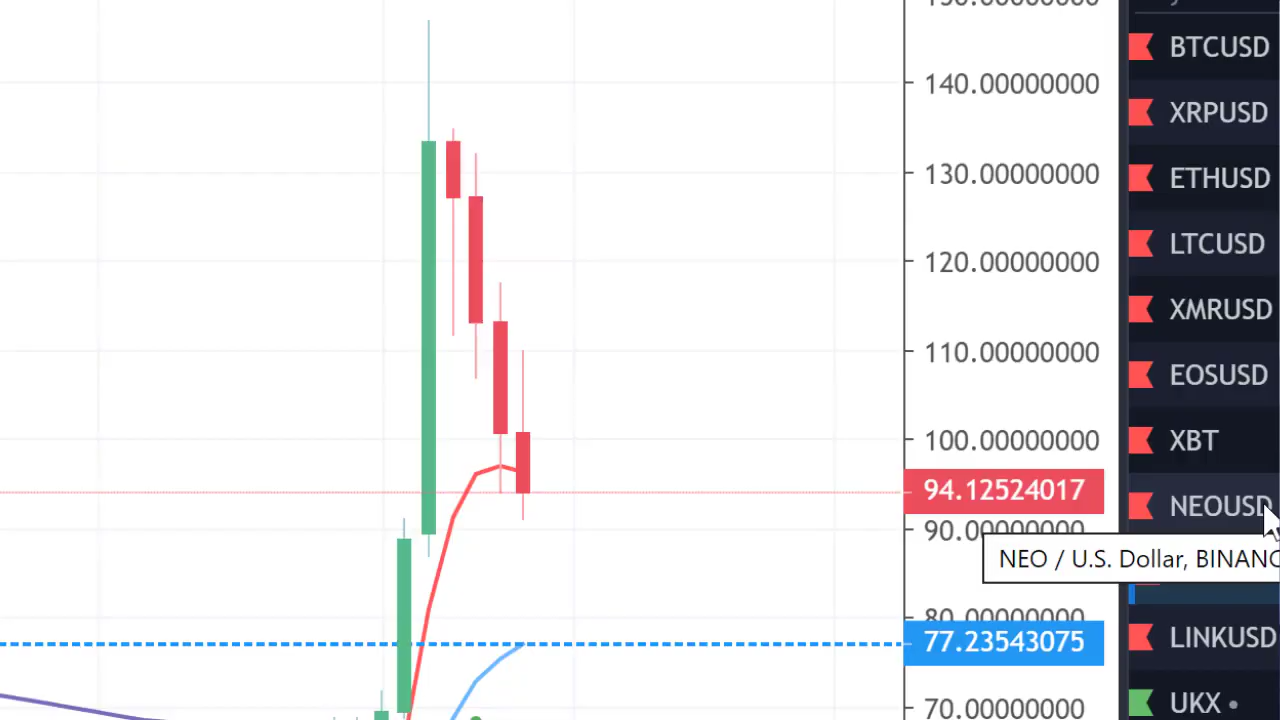 140.00000000
130.00000000
120.00000000
110.00000000
100.00000000
94.12524017
90.00000000
80.00000000
77.23543075
70.00000000
BTCUSD
XRPUSD
ETHUSD
LTCUSD
XMRUSD
EOSUSD
XBT
NEOUSD
NEO / U.S. Dollar, BINANC
LINKUSD
UKX